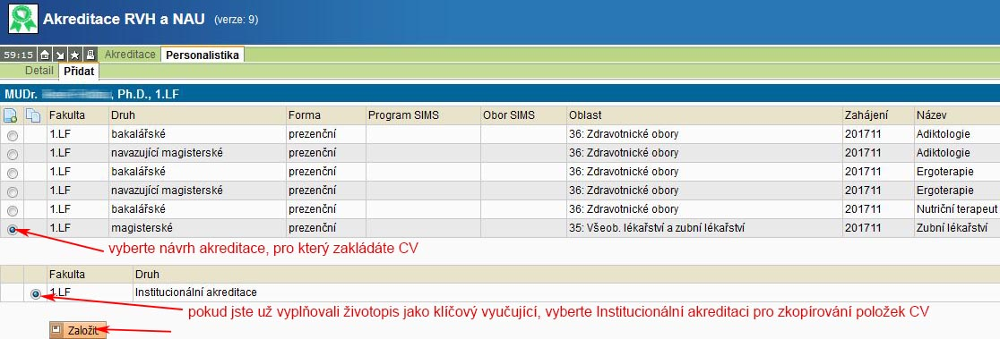 Akreditace RVH a NAU (verze: 9)
59:15 Akreditace Personalistika
Detail Přidat
MUDr. , Ph.D., 1.LF
Fakulta Druh Forma Program SIMS Obor SIMS Oblast Zahájení Název
1.LF bakalářské prezenční 36: Zdravotnické obory 201711 Adiktologie
1.LF navazující magisterské prezenční 36: Zdravotnické obory 201711 Adiktologie
1.LF bakalářské prezenční 36: Zdravotnické obory 201711 Ergoterapie
1.LF navazující magisterské prezenční 36: Zdravotnické obory 201711 Ergoterapie
1.LF bakalářské prezenční 36: Zdravotnické obory 201711 Nutriční terapeut
1.LF magisterské prezenční 35: Všeob. lékařství a zubní lékařství 201711 Zubní lékařství
vyberte návrh akreditace, pro který zakládáte CV
Fakulta Druh
1.LF Institucionální akreditace
pokud jste už vyplňovali životopis jako klíčový vyučující, vyberte Institucionální akreditaci pro zkopírování položek CV
Založit